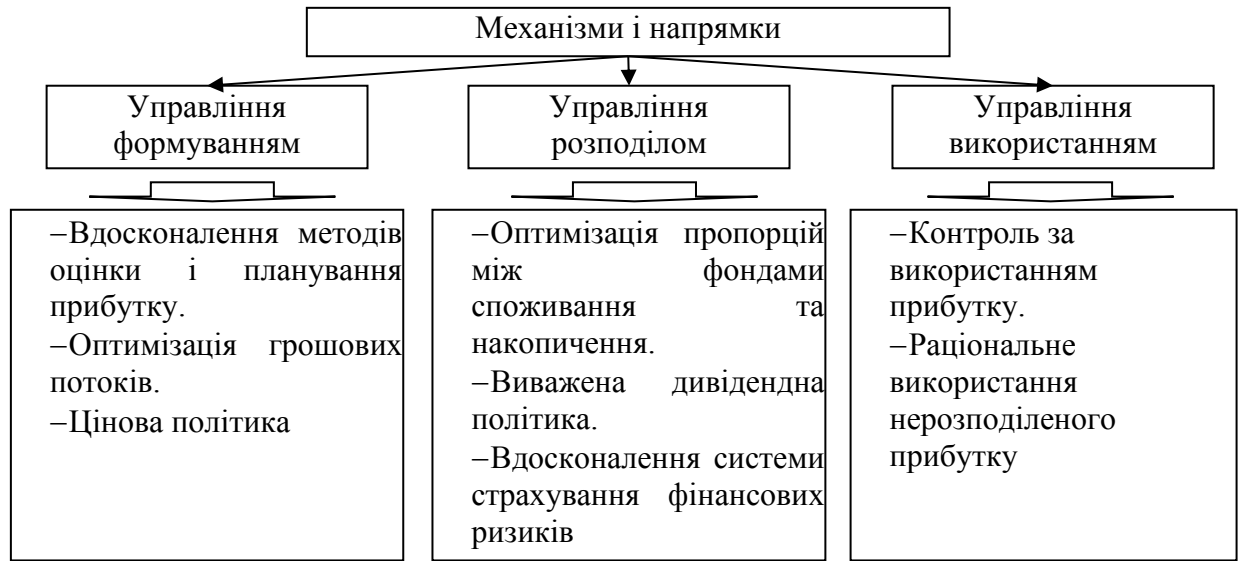 Механізми і напрямки
Управління
формуванням
Управління
розподілом
Управління
використанням
–Вдосконалення методів
оцінки і планування
прибутку.
–Оптимізація грошових
потоків.
–Цінова політика
–Оптимізація пропорцій
між фондами
споживання та
накопичення.
–Виважена дивідендна
політика.
–Вдосконалення системи
страхування фінансових
ризиків
–Контроль за
використанням
прибутку.
–Раціональне
використання
нерозподіленого
прибутку